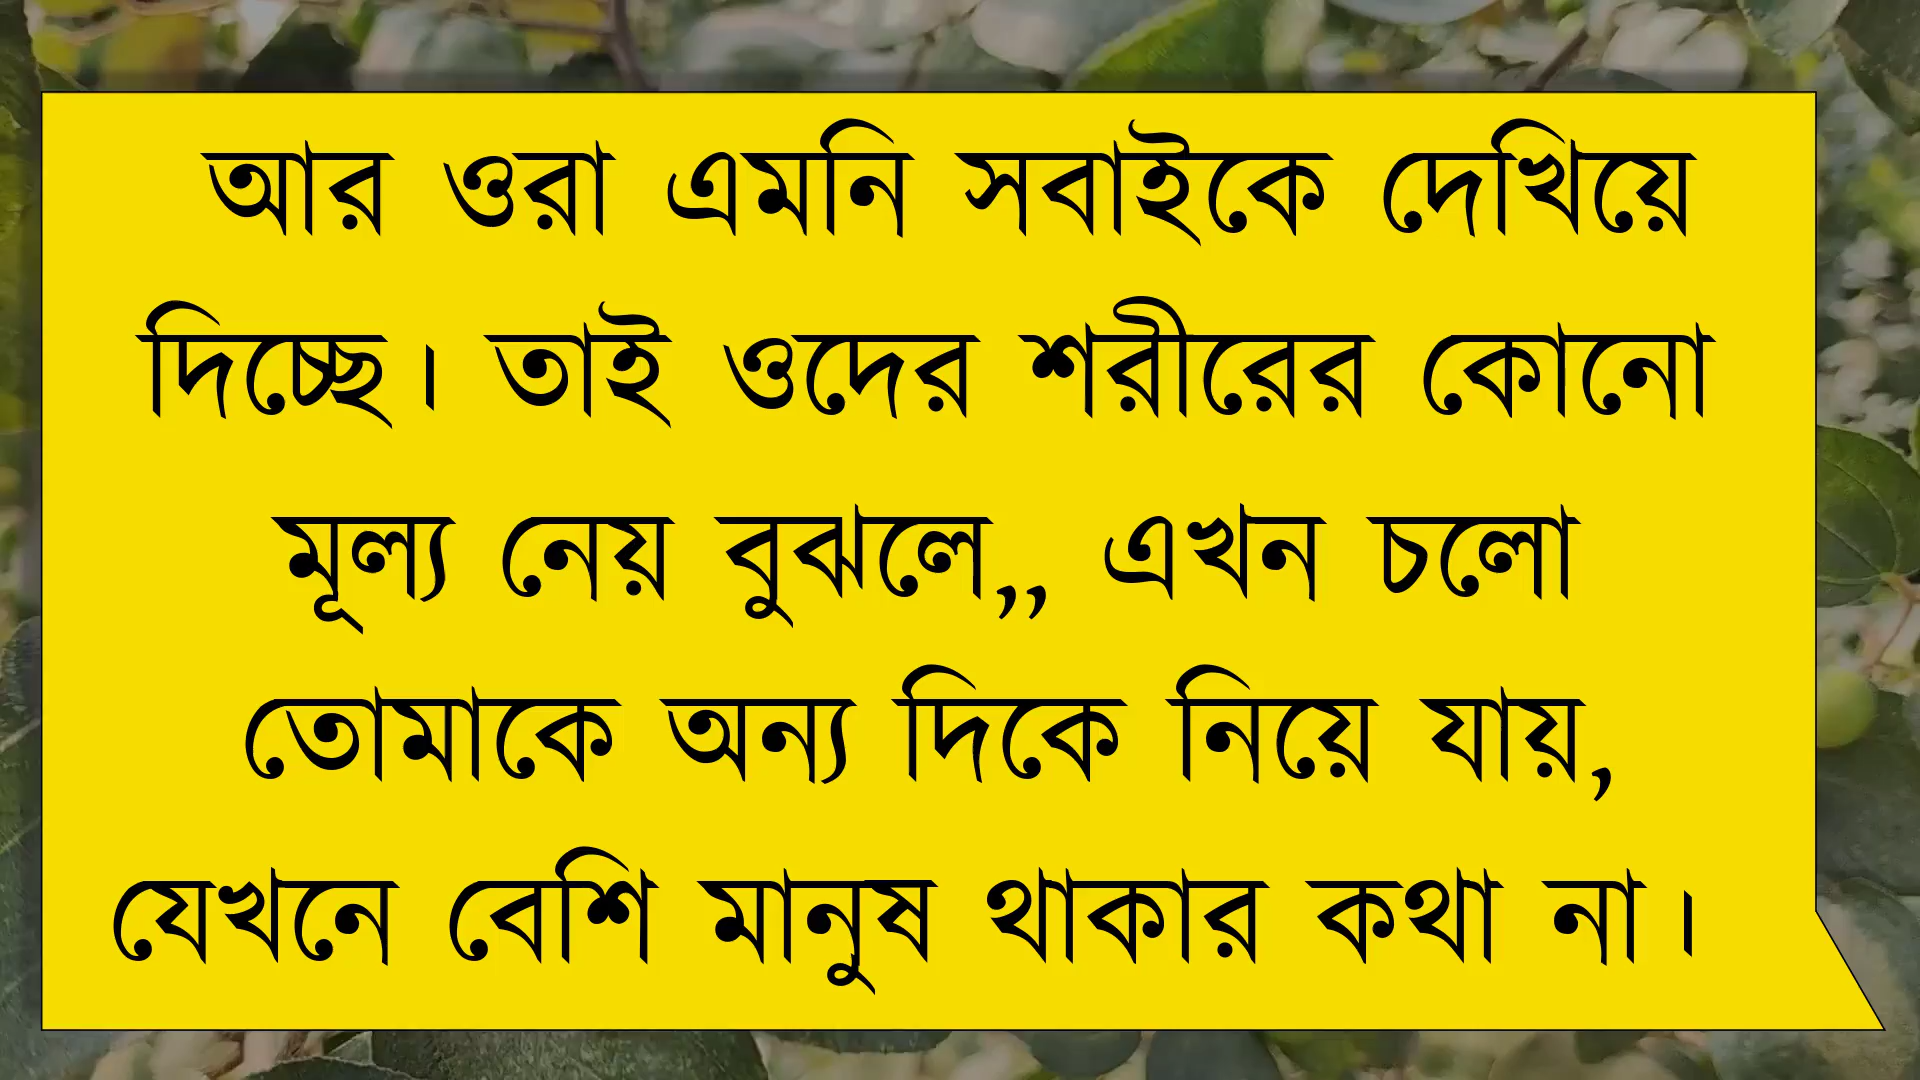 আর ওরা এমনি সবাইকে দেখিয়ে
দিচ্ছে। তাই ওদের শরীরের কোনো
মূল্য নেয় বুঝলে,, এখন চলো
তোমাকে অন্য দিকে নিয়ে যায়,
যেখনে বেশি মানুষ থাকার কথা না।